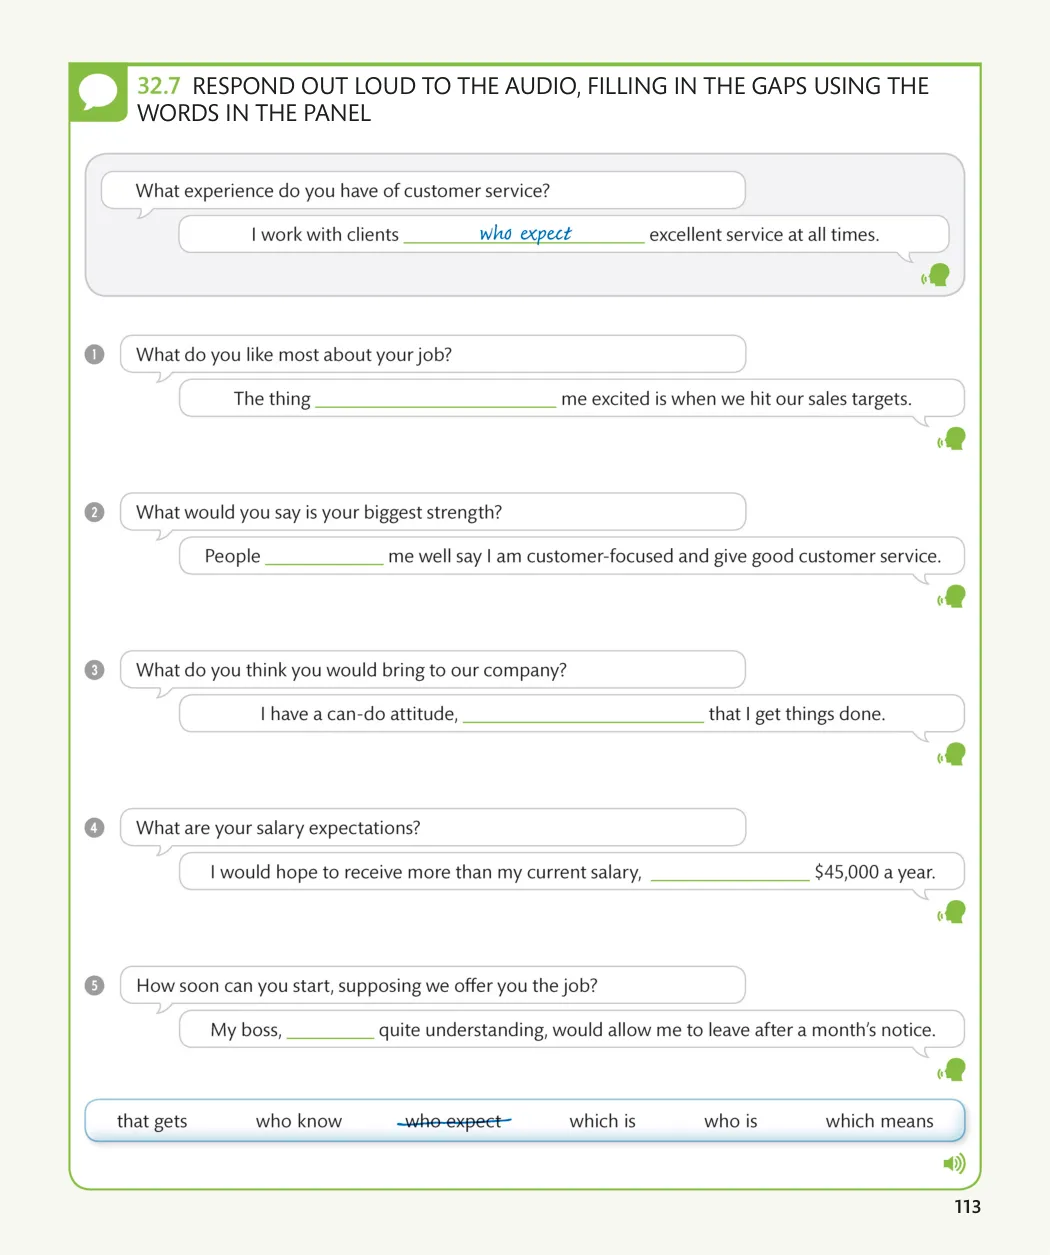 32.7 RESPOND OUT LOUD TO THE AUDIO, FILLING IN THE GAPS USING THE
WORDS IN THE PANEL
What experience do you have of customer service?
I work with clients who expect excellent service at all times.
1 What do you like most about your job?
The thing ____ me excited is when we hit our sales targets.
2 What would you say is your biggest strength?
People ____ me well say I am customer-focused and give good customer service.
3 What do you think you would bring to our company?
I have a can-do attitude, ____ that I get things done.
4 What are your salary expectations?
I would hope to receive more than my current salary, ____ $45,000 a year.
5 How soon can you start, supposing we offer you the job?
My boss, ____ quite understanding, would allow me to leave after a month's notice.
that gets who know who expect which is who is which means
113